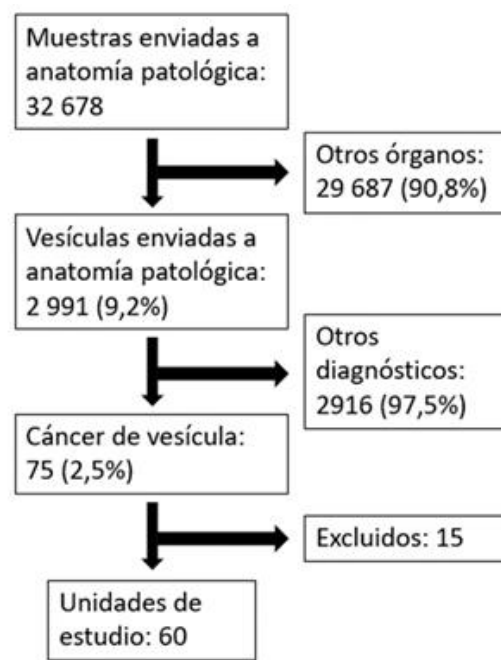 Muestras enviadas a
anatomía patológica:
32 678
Otros órganos:
29 687 (90,8%)
Vesículas enviadas a
anatomía patológica:
2 991 (9,2%)
Otros
diagnósticos:
2916 (97,5%)
Cáncer de vesícula:
75 (2,5%)
Excluidos: 15
Unidades de
estudio: 60